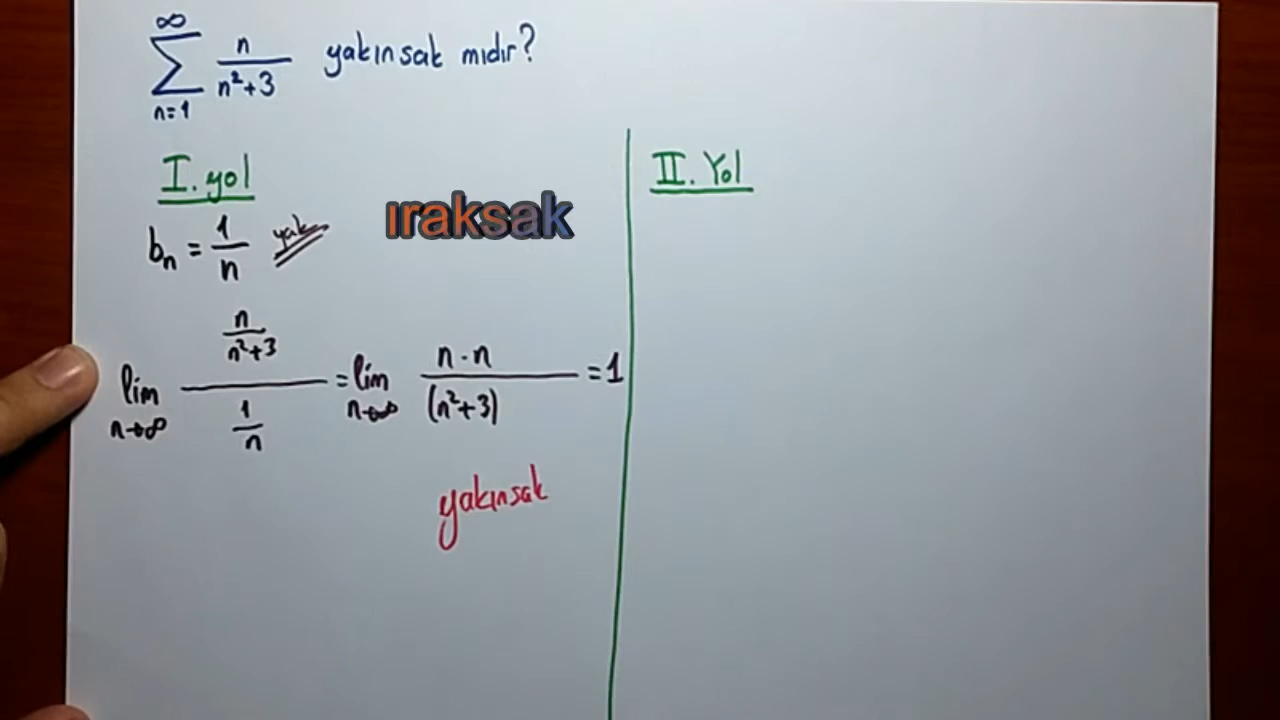 ∞
∑ n/(n²+3) yakınsak mıdır?
n=1
I. yol
bₙ = 1/n yak
ıraksak
lim n→∞ (n/(n²+3))/(1/n) = lim n→∞ n·n/(n²+3) = 1
yakınsak
II. Yol